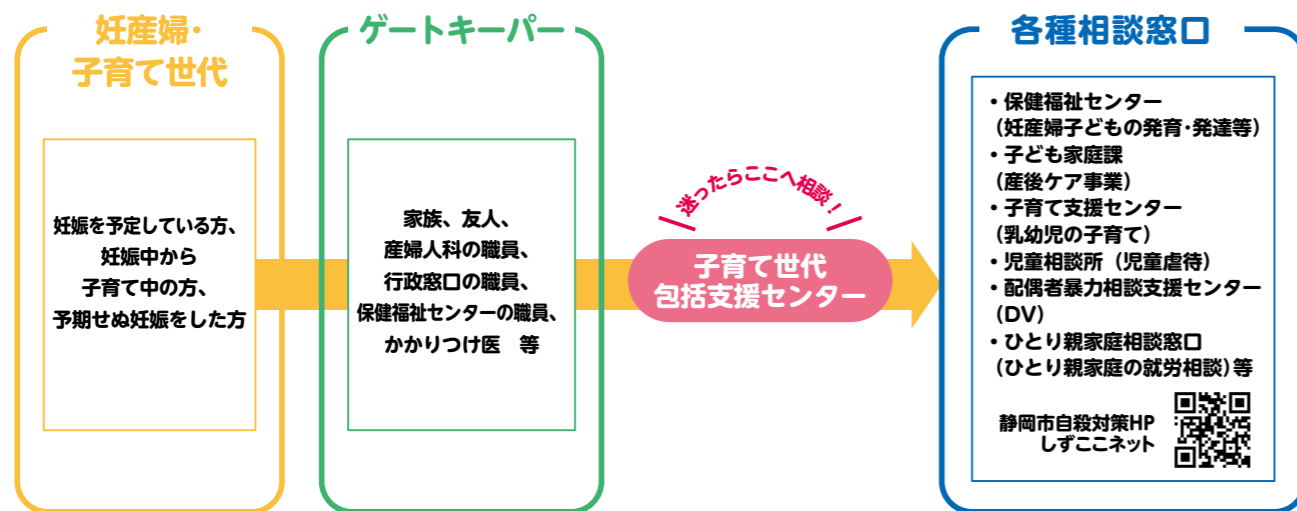 妊産婦・
子育て世代
妊娠を予定している方、
妊娠中から
子育て中の方、
予期せぬ妊娠をした方
ゲートキーパー
家族、友人、
産婦人科の職員、
行政窓口の職員、
保健福祉センターの職員、
かかりつけ医　等
迷ったらここへ相談！
子育て世代
包括支援センター
各種相談窓口
・保健福祉センター
（妊産婦子どもの発育・発達等）
・子ども家庭課
（産後ケア事業）
・子育て支援センター
（乳幼児の子育て）
・児童相談所（児童虐待）
・配偶者暴力相談支援センター
（DV）
・ひとり親家庭相談窓口
（ひとり親家庭の就労相談）等
静岡市自殺対策HP
しずここネット